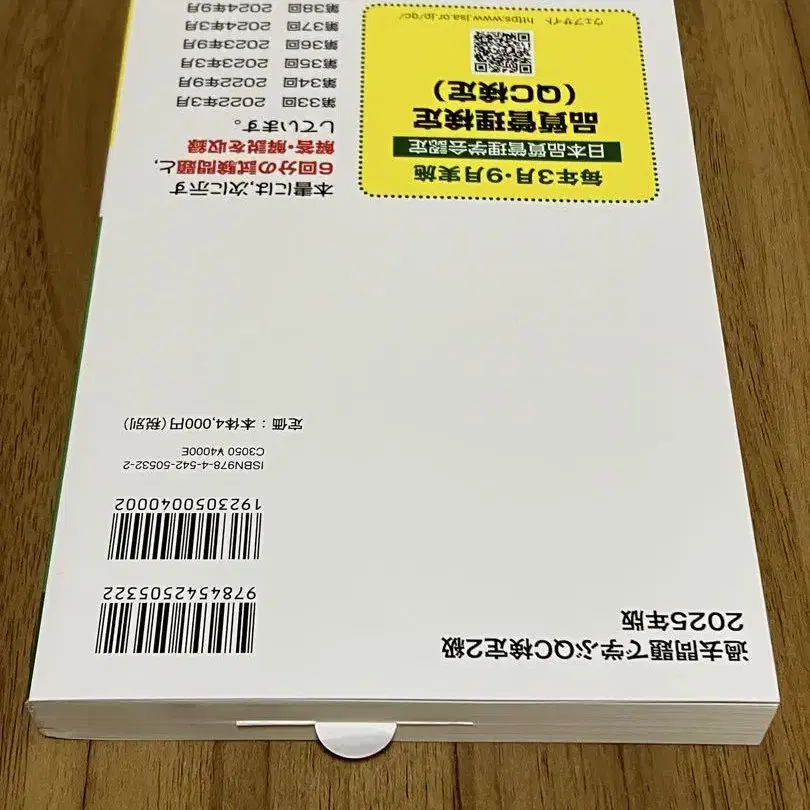 過去問題で学ぶQC検定2級
2025年版
9784542505322
1923050040002
ISBN978-4-542-50532-2
C3050 ¥4000E
定価：本体4,000円(税別)
毎年3月・9月実施
日本品質管理学会認定
品質管理検定
(QC検定)
ウェブサイト https:www.jsa.or.jp/qc/
本書には、次に示す
6回分の試験問題と、
解答・解説を収録
しています。
第33回 2022年3月
第34回 2022年9月
第35回 2023年3月
第36回 2023年9月
第37回 2024年3月
第38回 2024年9月